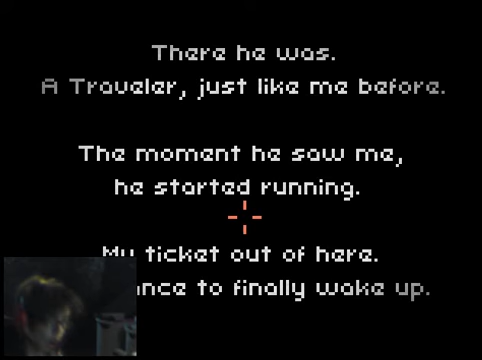 There he was.
A Traveler, just like me before.
The moment he saw me,
he started running.
My ticket out of here.
to finally wake up.